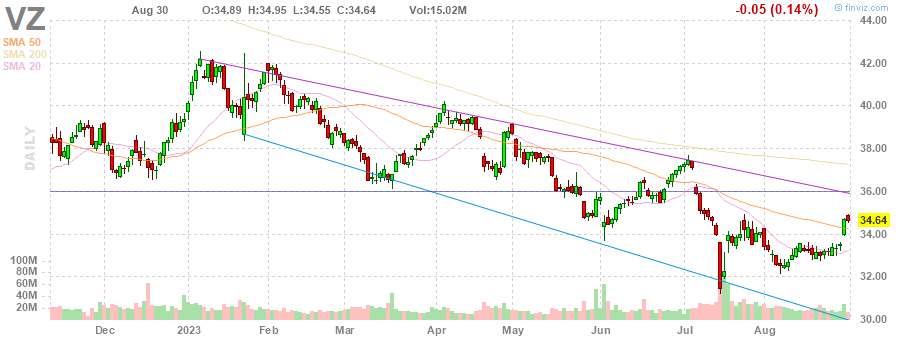 VZ Aug 30 O:34.89 H:34.95 L:34.55 C:34.64 Vol:15.02M -0.05 (0.14%) © finviz.com
SMA 50
SMA 200
SMA 20
DAILY
44.00
42.00
40.00
38.00
36.00
34.64
34.00
32.00
30.00
100M
80M
60M
40M
20M
Dec 2023 Feb Mar Apr May Jun Jul Aug